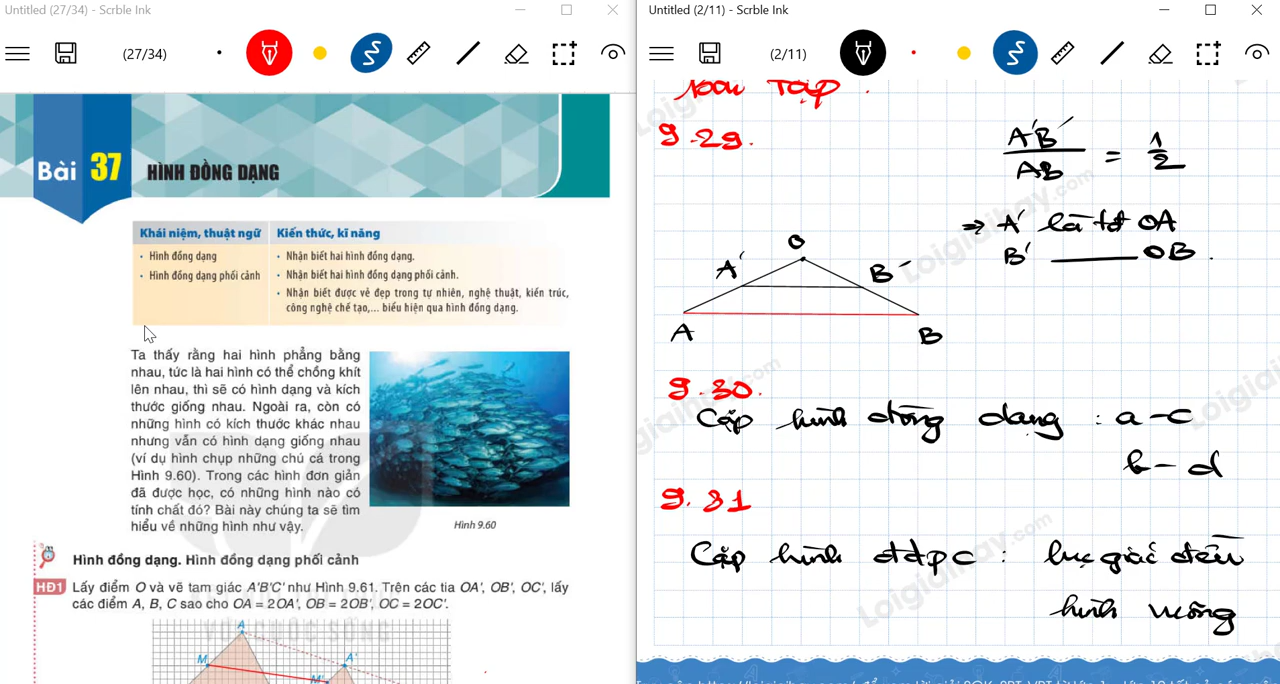 Untitled (27/34) - Scrble Ink
(27/34)
Bài 37 HÌNH ĐỒNG DẠNG
Khái niệm, thuật ngữ
• Hình đồng dạng
• Hình đồng dạng phối cảnh
Kiến thức, kĩ năng
• Nhận biết hai hình đồng dạng.
• Nhận biết hai hình đồng dạng phối cảnh.
• Nhận biết được vẻ đẹp trong tự nhiên, nghệ thuật, kiến trúc,
công nghệ chế tạo,... biểu hiện qua hình đồng dạng.
Ta thấy rằng hai hình phẳng bằng
nhau, tức là hai hình có thể chồng khít
lên nhau, thì sẽ có hình dạng và kích
thước giống nhau. Ngoài ra, còn có
những hình có kích thước khác nhau
nhưng vẫn có hình dạng giống nhau
(ví dụ hình chụp những chú cá trong
Hình 9.60). Trong các hình đơn giản
đã được học, có những hình nào có
tính chất đó? Bài này chúng ta sẽ tìm
hiểu về những hình như vậy.
Hình 9.60
Hình đồng dạng. Hình đồng dạng phối cảnh
HĐ1 Lấy điểm O và vẽ tam giác A'B'C' như Hình 9.61. Trên các tia OA', OB', OC', lấy
các điểm A, B, C sao cho OA = 2OA', OB = 2OB', OC = 2OC'.
A
M
A'
M'
Untitled (2/11) - Scrble Ink
(2/11)
Bài Tập.
9.29.
A'B'
AB
= 1/2
⇒ A' là tđ OA
B' ——— OB.
O
A'
B'
A
B
9.30.
Cặp hình đồng dạng: a - c
b - d
9.31
Cặp hình đdpc: lục giác đều
hình vuông
Loigiaihay.com